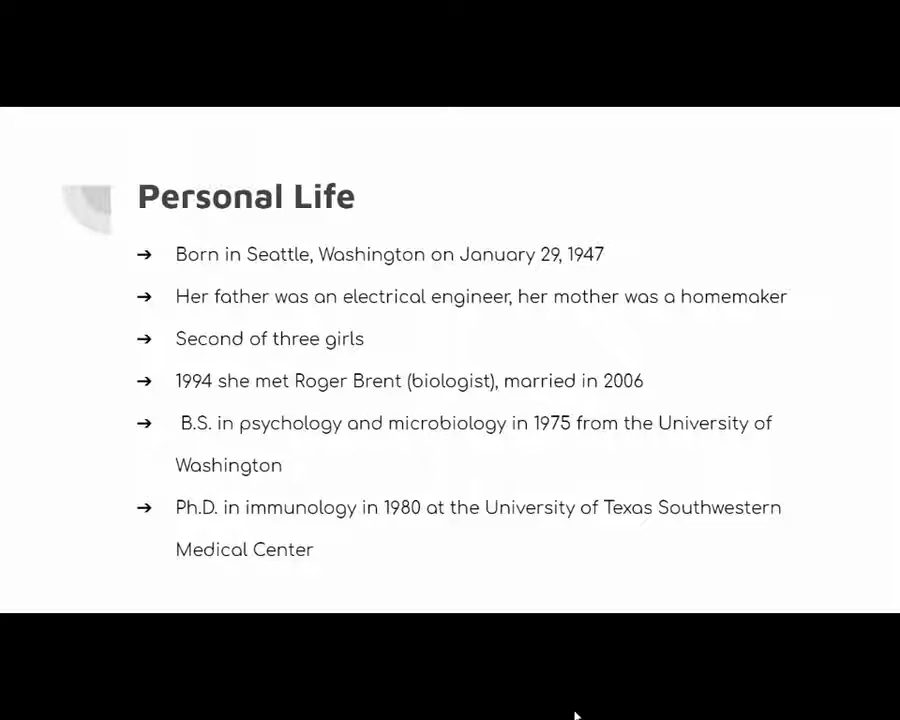 Personal Life
➔ Born in Seattle, Washington on January 29, 1947
➔ Her father was an electrical engineer, her mother was a homemaker
➔ Second of three girls
➔ 1994 she met Roger Brent (biologist), married in 2006
➔ B.S. in psychology and microbiology in 1975 from the University of
Washington
➔ Ph.D. in immunology in 1980 at the University of Texas Southwestern
Medical Center